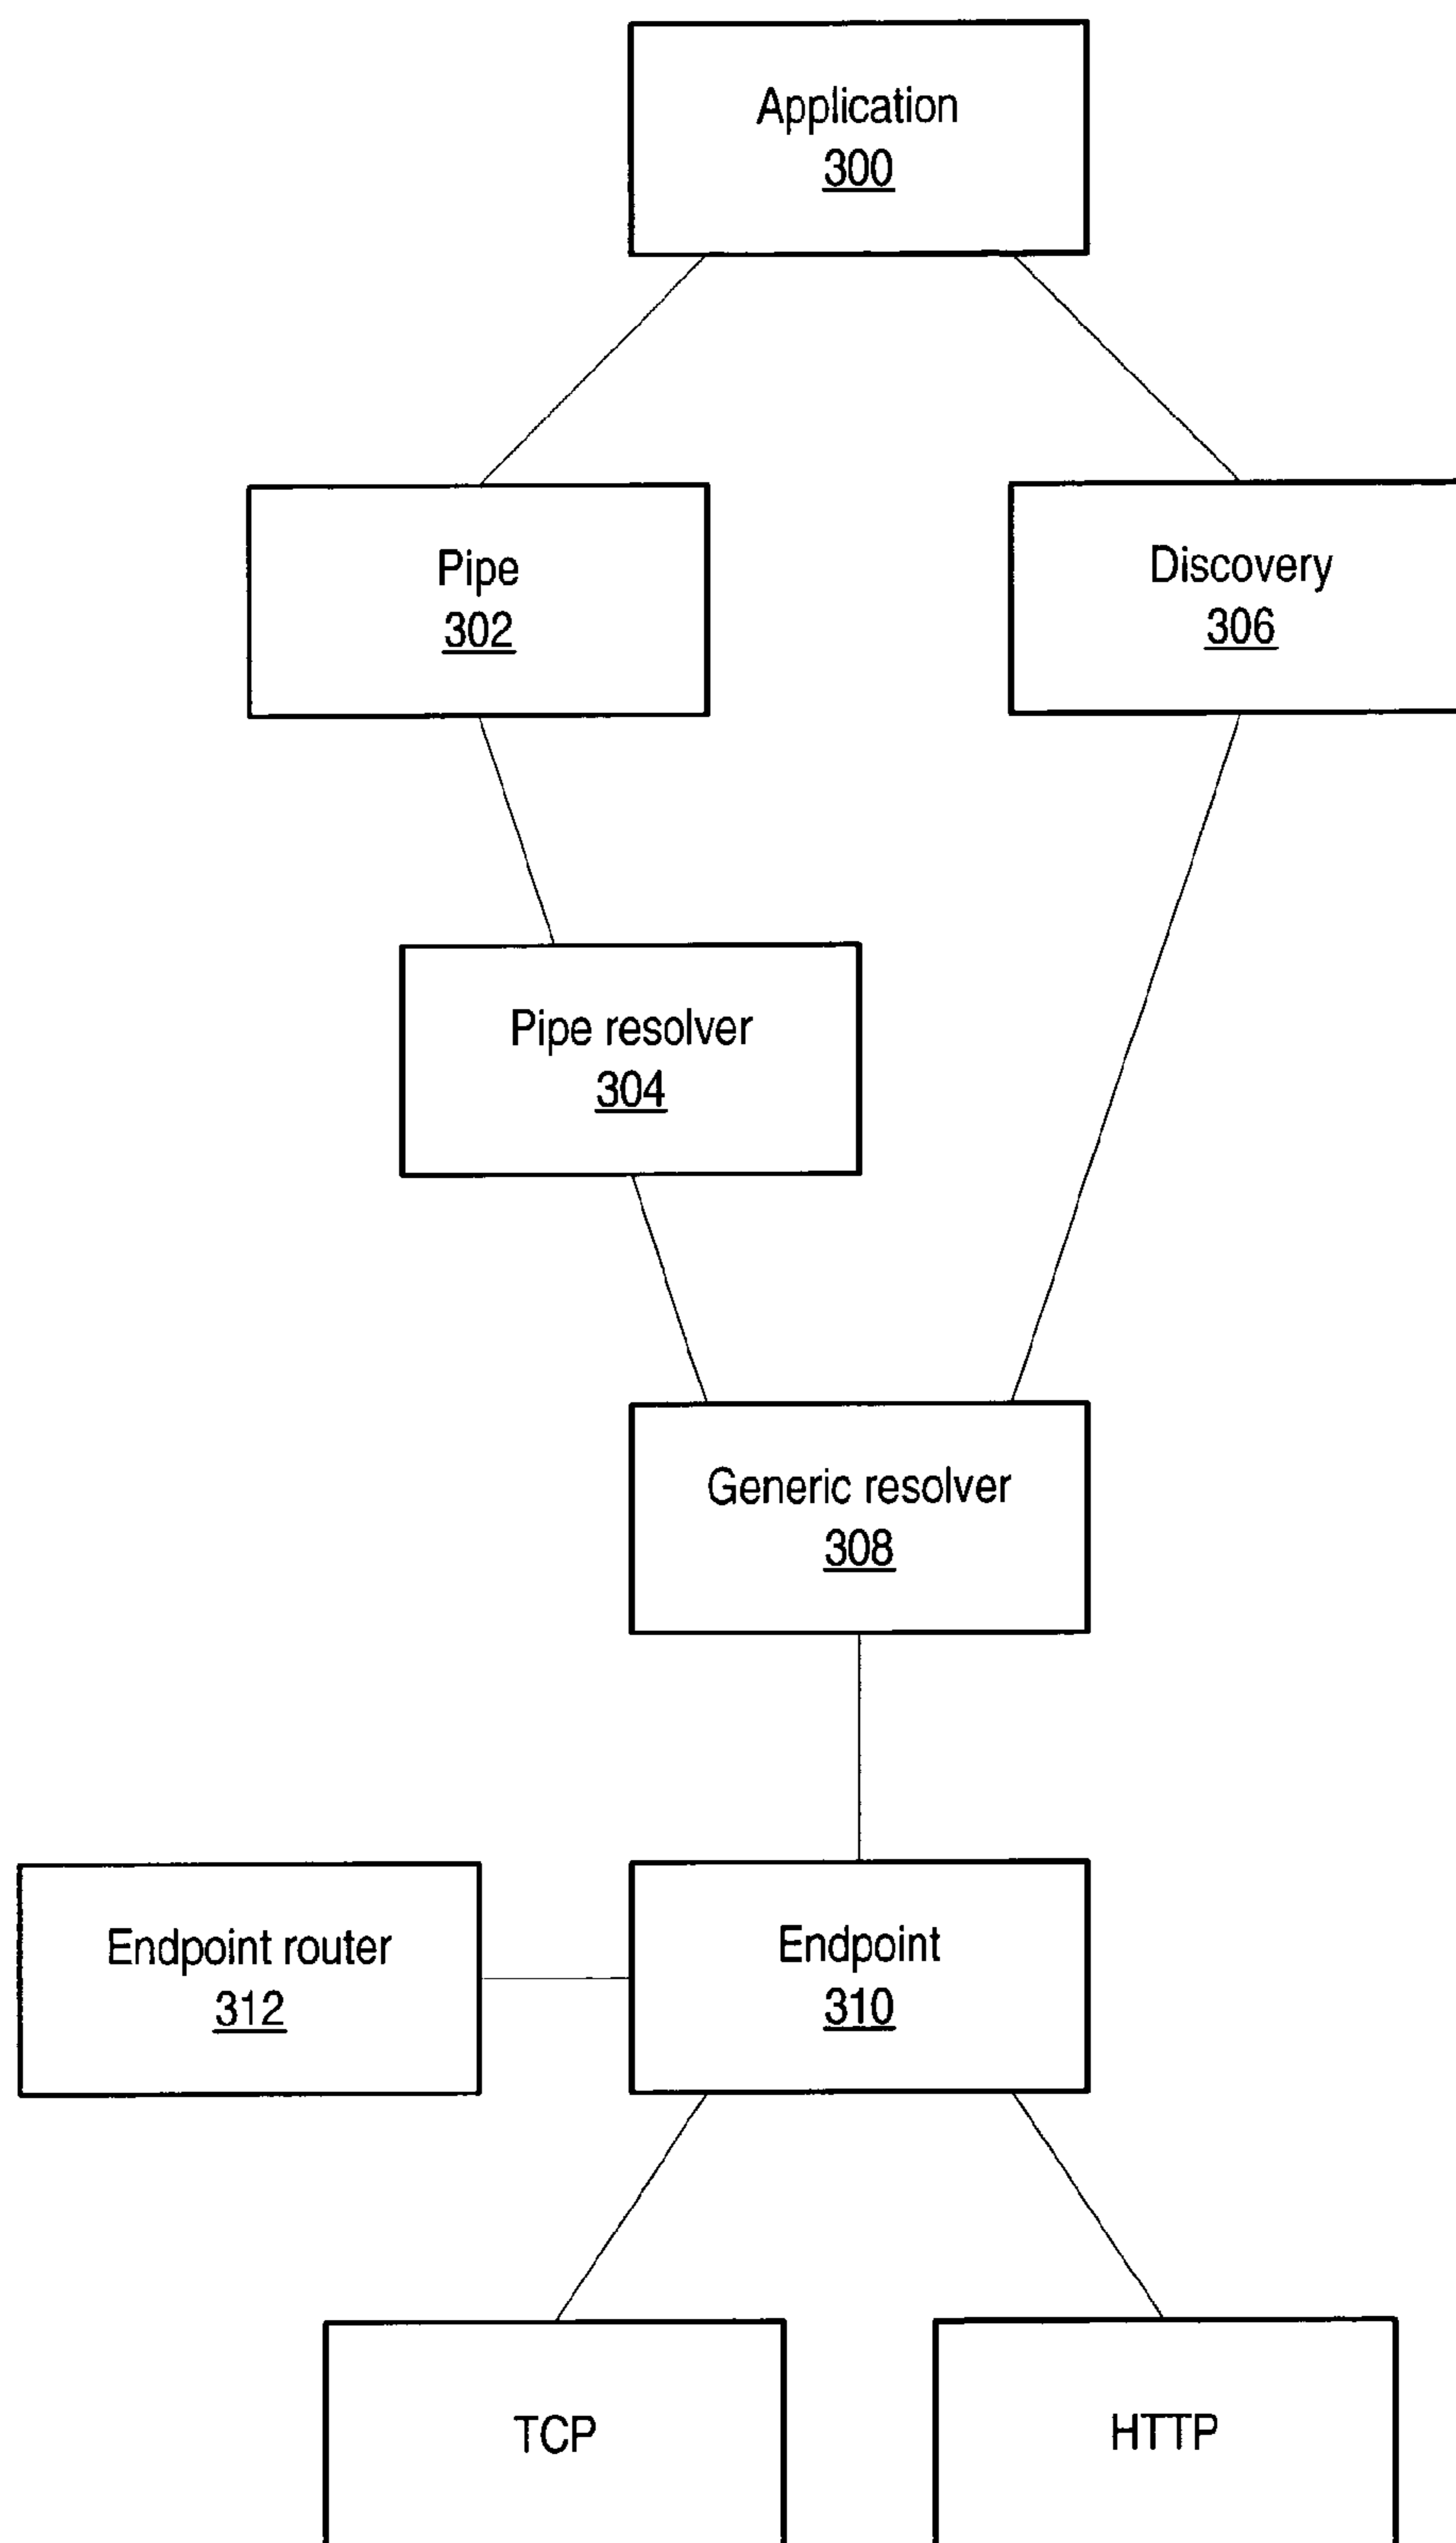 Application
300
Pipe
302
Discovery
306
Pipe resolver
304
Generic resolver
308
Endpoint router
312
Endpoint
310
TCP
HTTP